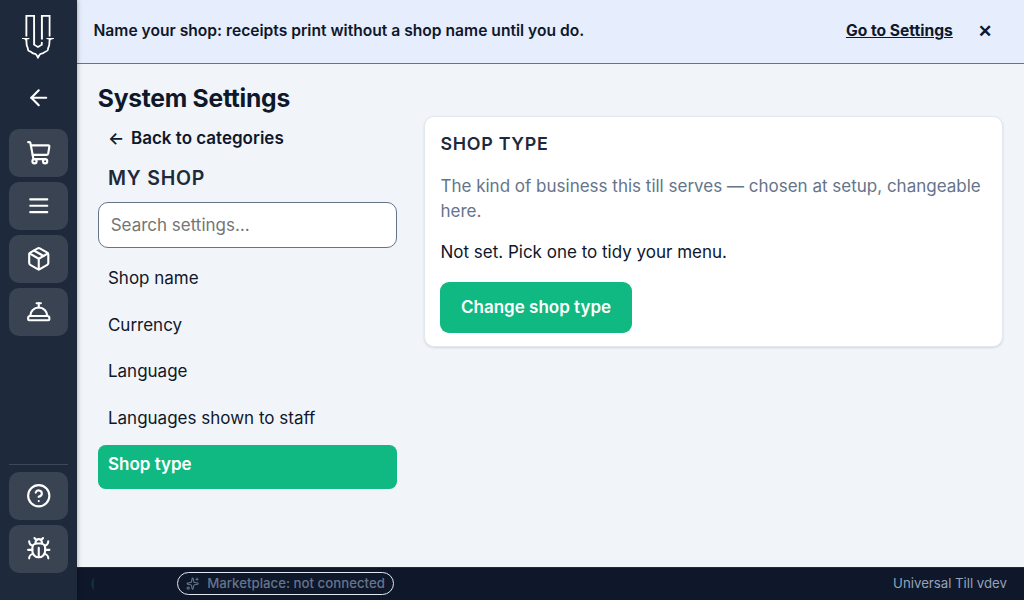 Name your shop: receipts print without a shop name until you do.
Go to Settings
System Settings
Back to categories
MY SHOP
Search settings...
Shop name
Currency
Language
Languages shown to staff
Shop type
SHOP TYPE
The kind of business this till serves — chosen at setup, changeable
here.
Not set. Pick one to tidy your menu.
Change shop type
Marketplace: not connected
Universal Till vdev